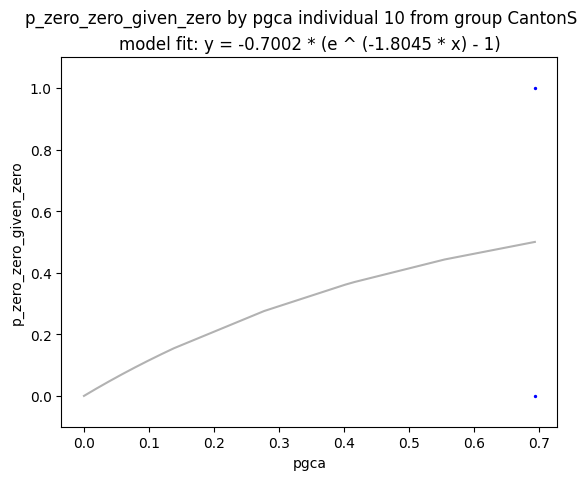 p_zero_zero_given_zero by pgca individual 10 from group CantonS
model fit: y = -0.7002 * (e ^ (-1.8045 * x) - 1)
1.0
0.8
0.6
0.4
0.2
0.0
p_zero_zero_given_zero
0.0 0.1 0.2 0.3 0.4 0.5 0.6 0.7
pgca